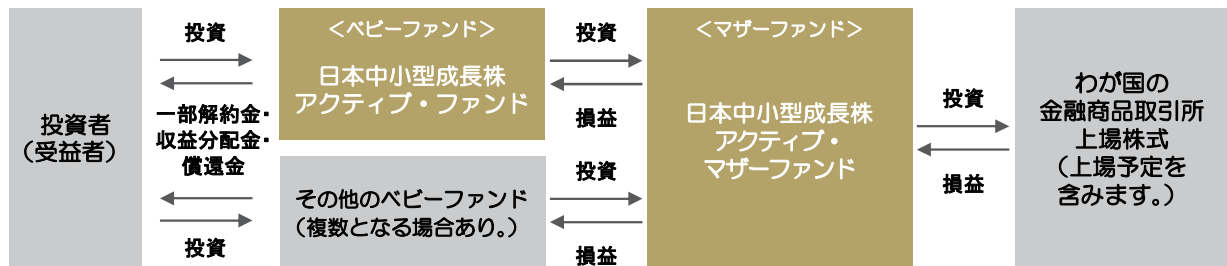 投資者
（受益者）
投資
一部解約金・
収益分配金・
償還金
投資
＜ベビーファンド＞
日本中小型成長株
アクティブ・ファンド
その他のベビーファンド
（複数となる場合あり。）
投資
損益
投資
損益
＜マザーファンド＞
日本中小型成長株
アクティブ・
マザーファンド
投資
損益
わが国の
金融商品取引所
上場株式
（上場予定を
含みます。）